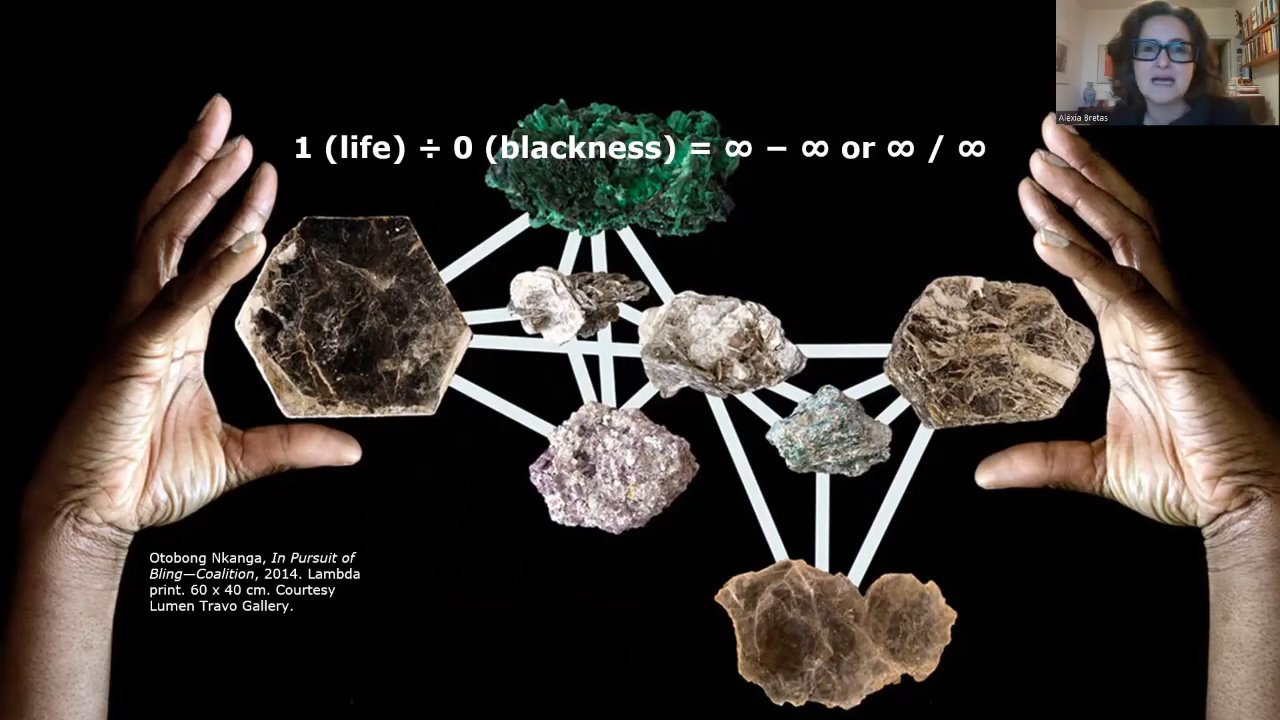 Aléxia Bretas
1 (life) ÷ 0 (blackness) = ∞ − ∞ or ∞ / ∞
Otobong Nkanga, In Pursuit of
Bling—Coalition, 2014. Lambda
print. 60 x 40 cm. Courtesy
Lumen Travo Gallery.